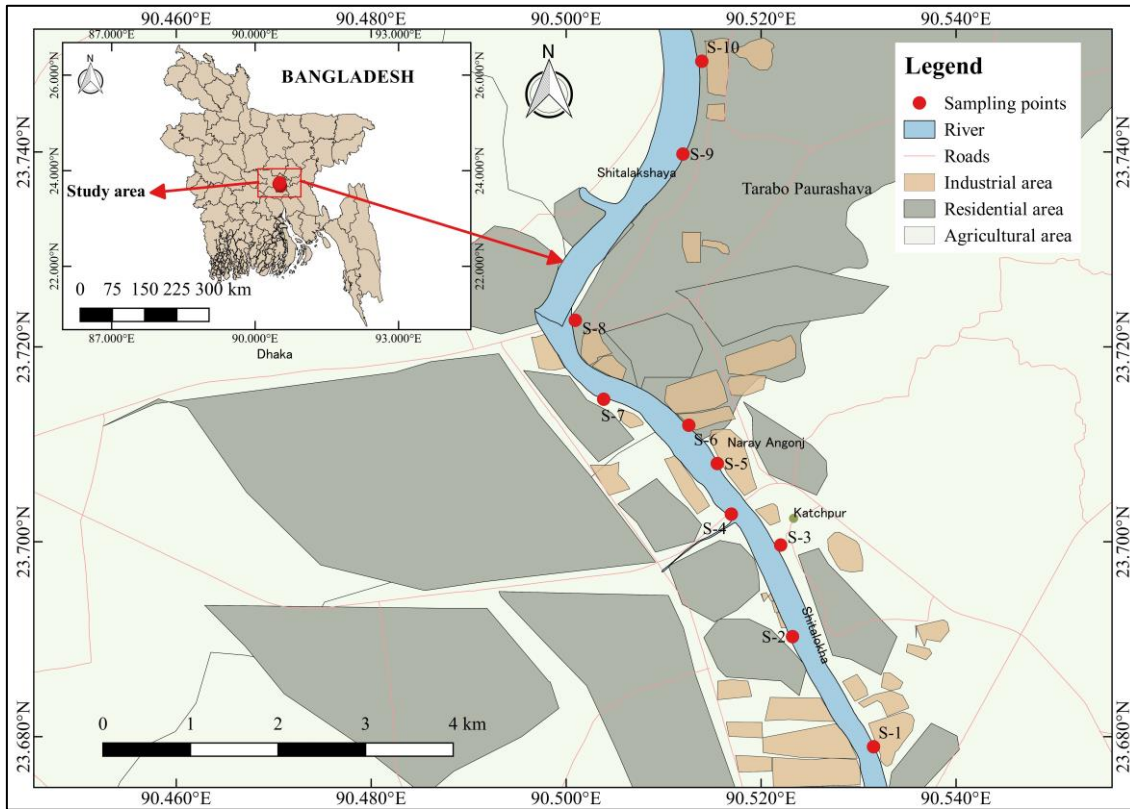 90.460°E 90.480°E 90.500°E 90.520°E 90.540°E
87.000°E 90.000°E 193.000°E
N
BANGLADESH
26.000°N
26.000°N
24.000°N
24.000°N
22.000°N
22.000°N
Study area
0 75 150 225 300 km
87.000°E 90.000°E 93.000°E
Dhaka
N
Legend
Sampling points
River
Roads
Industrial area
Residential area
Agricultural area
23.740°N
23.740°N
23.720°N
23.720°N
23.700°N
23.700°N
23.680°N
23.680°N
S-10
S-9
Shitalakshaya
Tarabo Paurashava
S-8
S-7
S-6
Naray Angonj
S-5
Katchpur
S-4
S-3
Shitalokha
S-2
S-1
0 1 2 3 4 km
90.460°E 90.480°E 90.500°E 90.520°E 90.540°E